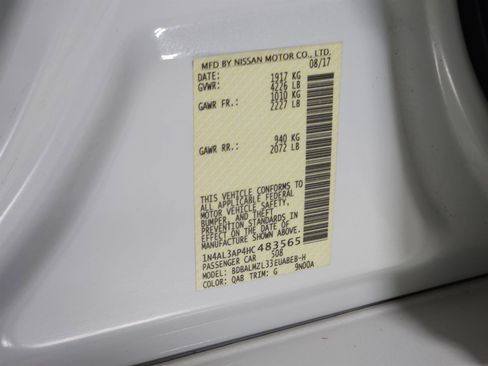 MFD BY NISSAN MOTOR CO., LTD.
DATE: 08/17
GVWR: 1917 KG
4226 LB
GAWR FR.: 1010 KG
2227 LB
GAWR RR.: 940 KG
2072 LB
THIS VEHICLE CONFORMS TO
ALL APPLICABLE FEDERAL
MOTOR VEHICLE SAFETY,
BUMPER, AND THEFT
PREVENTION STANDARDS IN
EFFECT ON THE DATE OF
MANUFACTURE SHOWN ABOVE.
1N4AL3AP4HC483565
PASSENGER CAR 508
MODEL: BDBALMZL33EUABEB-H
COLOR: QAB TRIM: G 9N00A